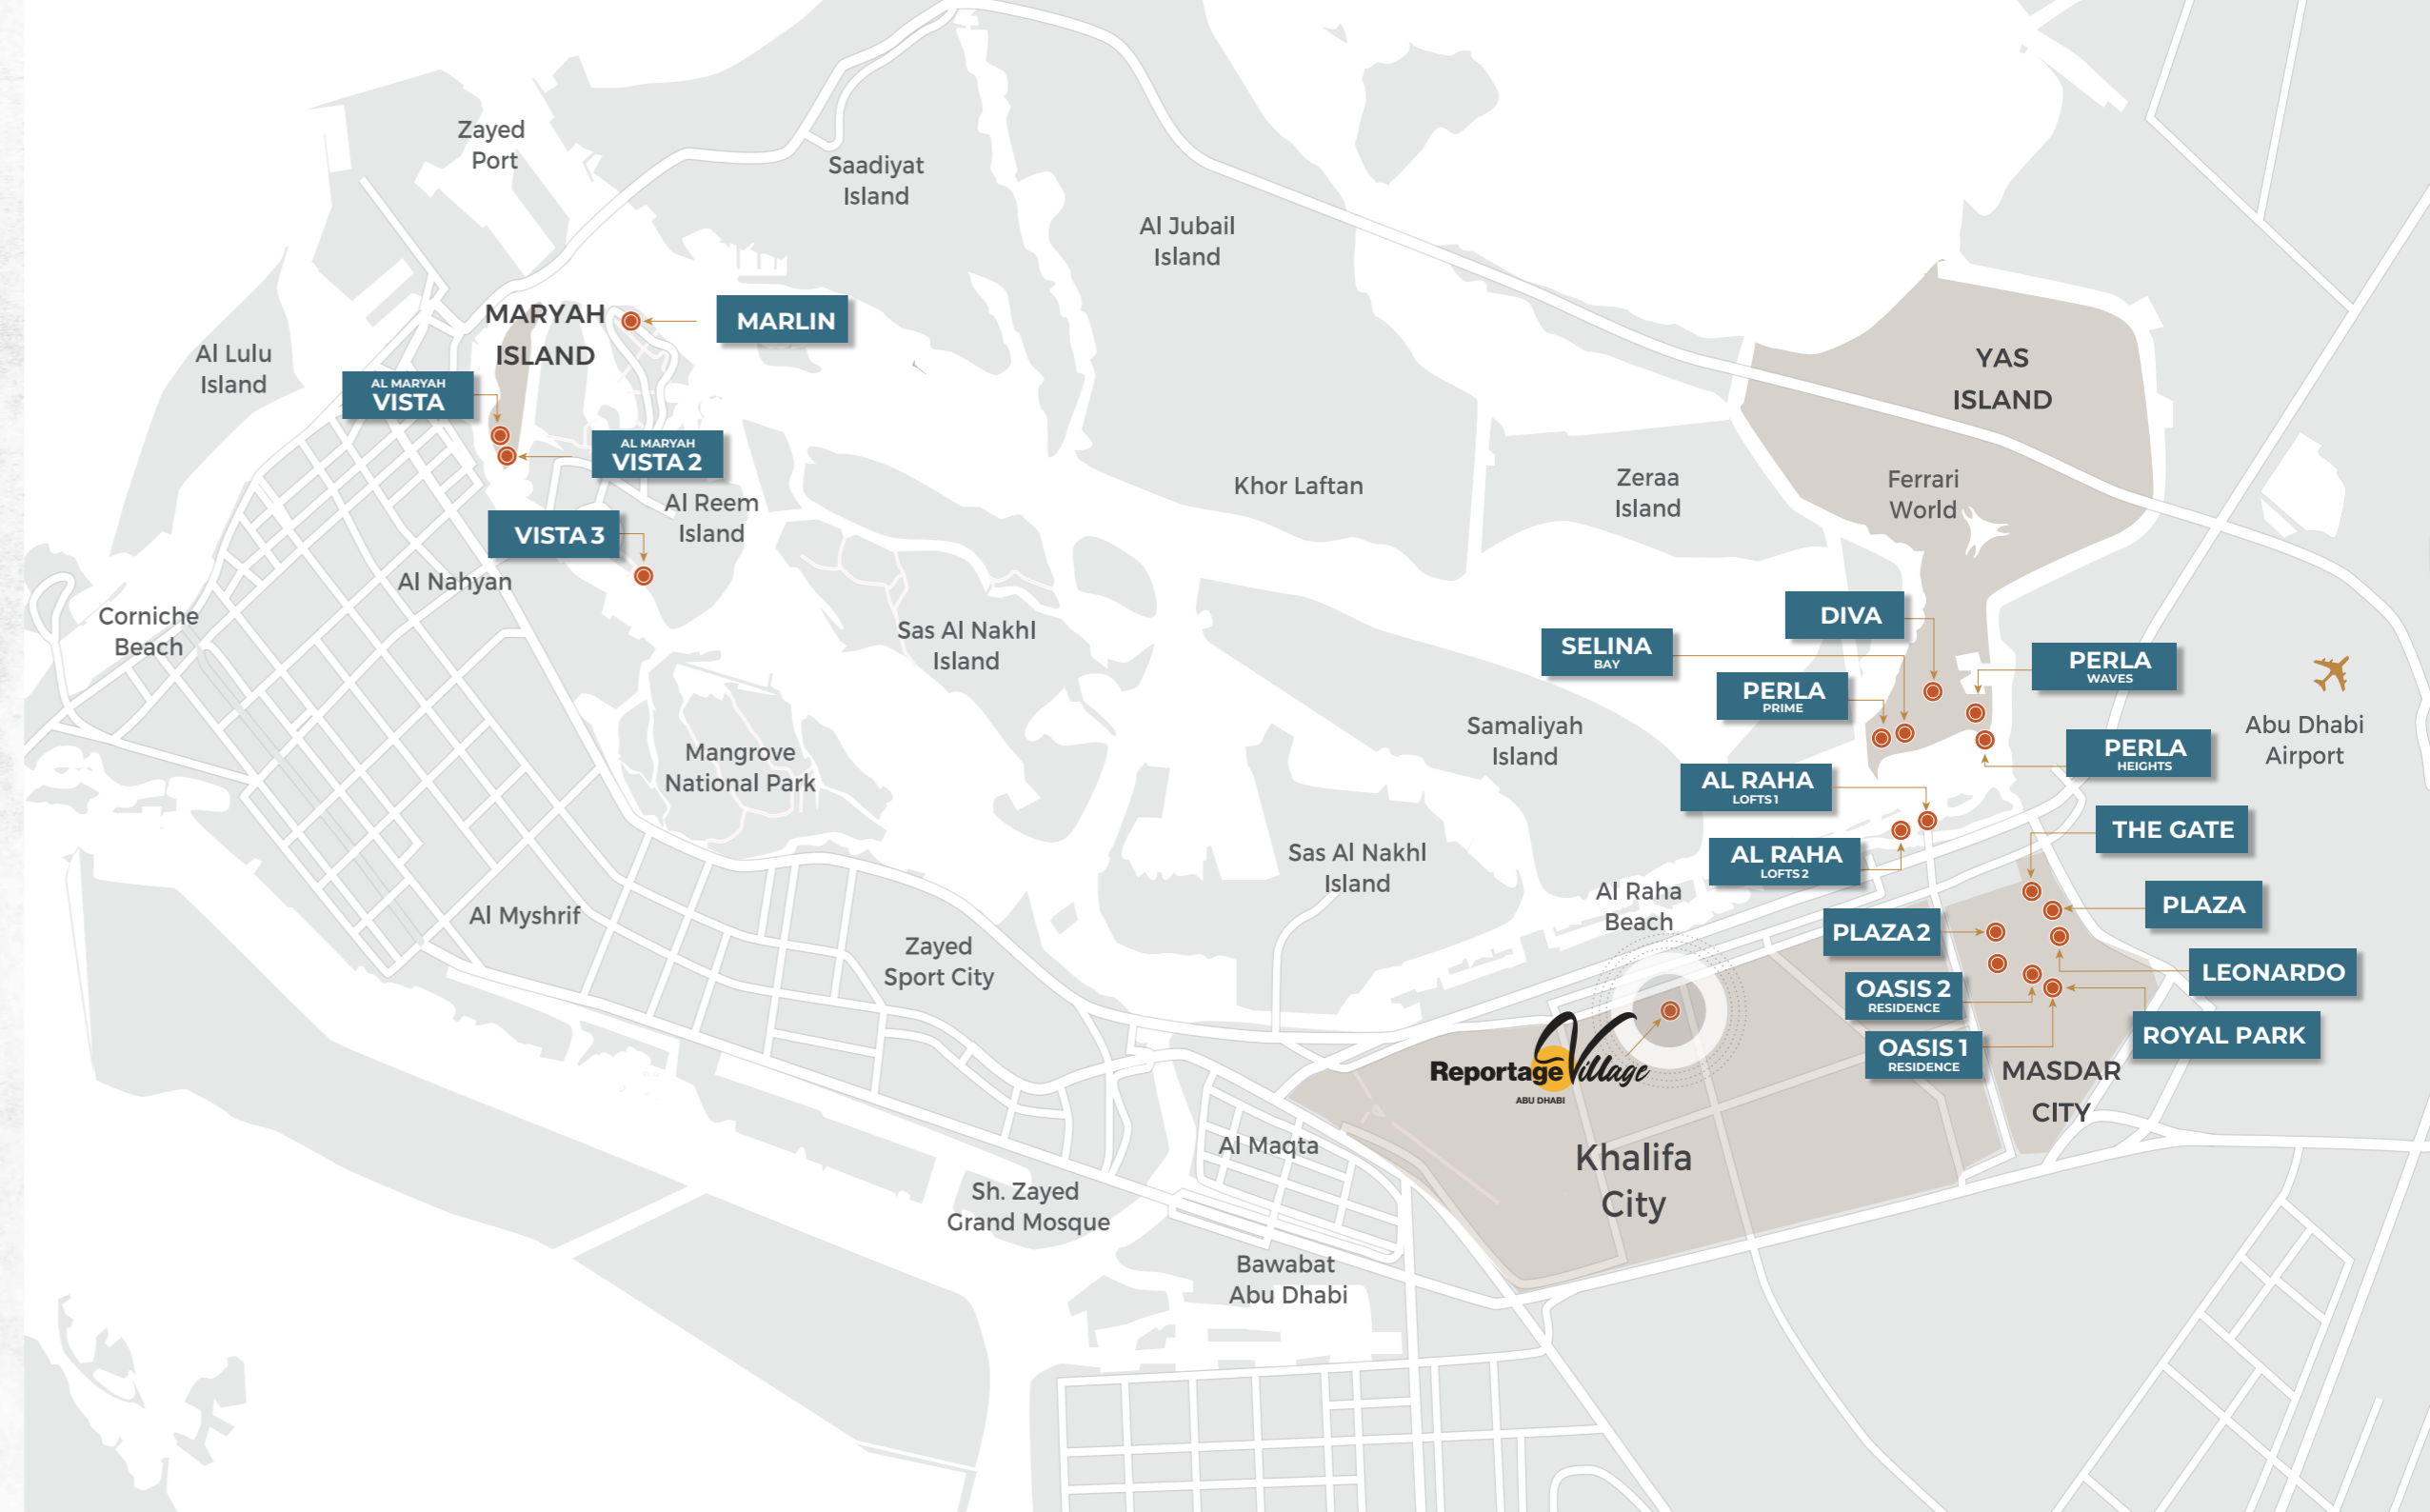 Zayed
Port
Saadiyat
Island
Al Jubail
Island
MARYAH
ISLAND
MARLIN
Al Lulu
Island
AL MARYAH
VISTA
AL MARYAH
VISTA 2
Al Reem
Island
VISTA 3
Al Nahyan
Corniche
Beach
Sas Al Nakhl
Island
Mangrove
National Park
Khor Laftan
Zeraa
Island
YAS
ISLAND
Ferrari
World
DIVA
SELINA
BAY
PERLA
PRIME
PERLA
WAVES
Samaliyah
Island
Abu Dhabi
Airport
PERLA
HEIGHTS
AL RAHA
LOFTS 1
AL RAHA
LOFTS 2
THE GATE
Sas Al Nakhl
Island
Al Raha
Beach
PLAZA
PLAZA 2
LEONARDO
OASIS 2
RESIDENCE
ROYAL PARK
OASIS 1
RESIDENCE
MASDAR
CITY
Al Myshrif
Zayed
Sport City
Reportage Village
ABU DHABI
Khalifa
City
Al Maqta
Sh. Zayed
Grand Mosque
Bawabat
Abu Dhabi